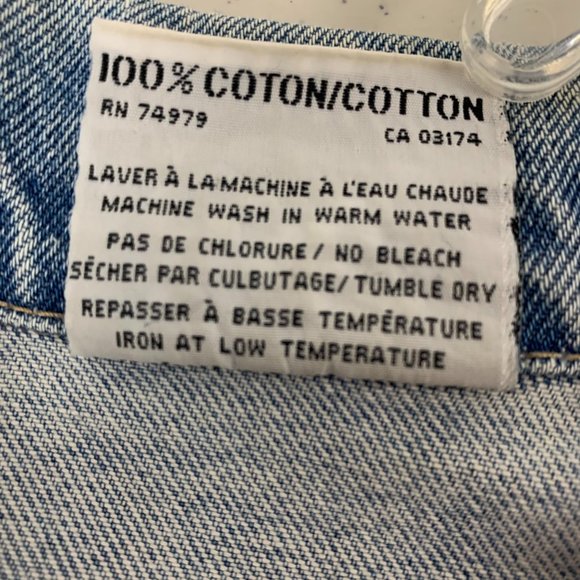 100% COTON/COTTON
RN 74979
CA 03174
LAVER À LA MACHINE À L'EAU CHAUDE
MACHINE WASH IN WARM WATER
PAS DE CHLORURE / NO BLEACH
SÉCHER PAR CULBUTAGE/ TUMBLE DRY
REPASSER À BASSE TEMPÉRATURE
IRON AT LOW TEMPERATURE